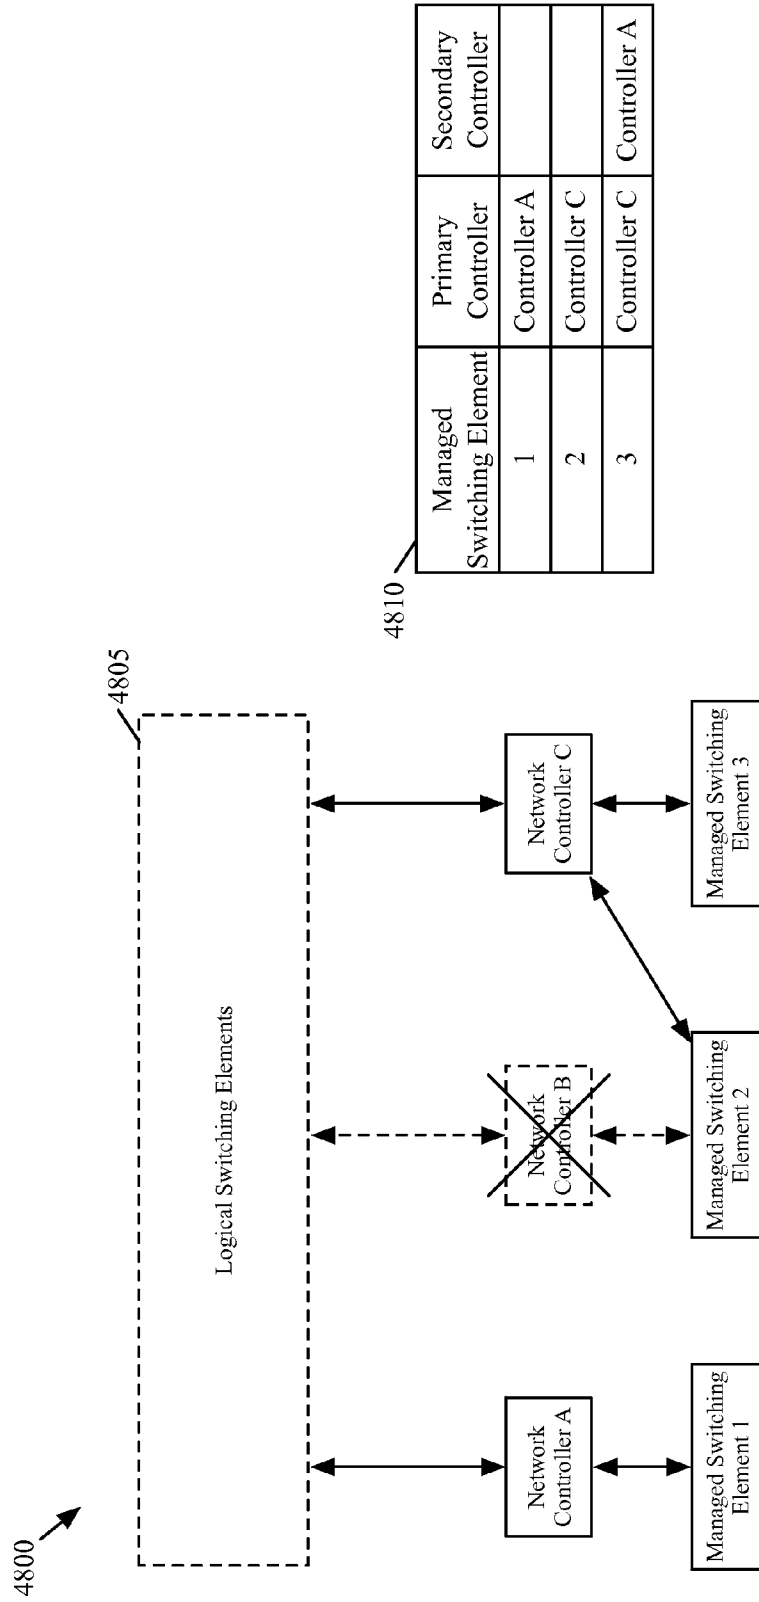 4800
4805
Logical Switching Elements
Network
Controller A
Network
Controller B
Network
Controller C
Managed Switching
Element 1
Managed Switching
Element 2
Managed Switching
Element 3
4810
Managed
Switching Element
Primary
Controller
Secondary
Controller
1
Controller A
2
Controller C
3
Controller C
Controller A